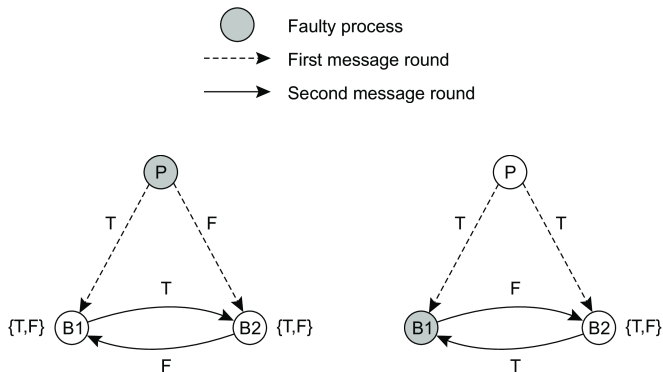 Faulty process
First message round
Second message round
P
P
T
F
T
T
T
F
{T,F}
B1
B2
{T,F}
B1
B2
{T,F}
F
T